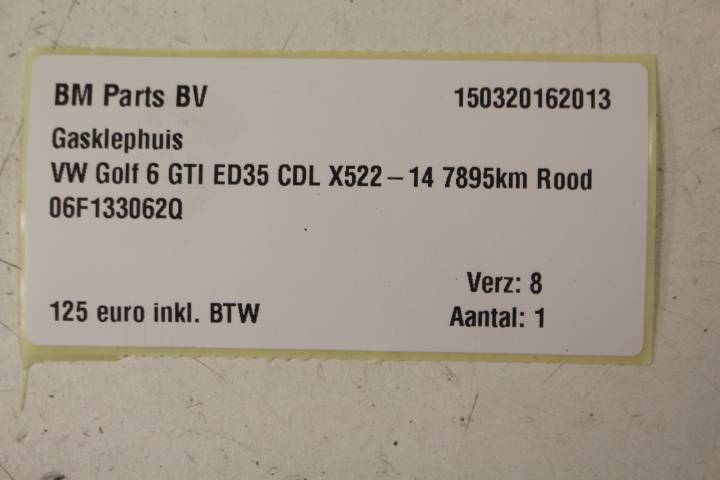 BM Parts BV 150320162013
Gasklephuis
VW Golf 6 GTI ED35 CDL X522-14 7895km Rood
06F133062Q
Verz: 8
125 euro inkl. BTW Aantal: 1